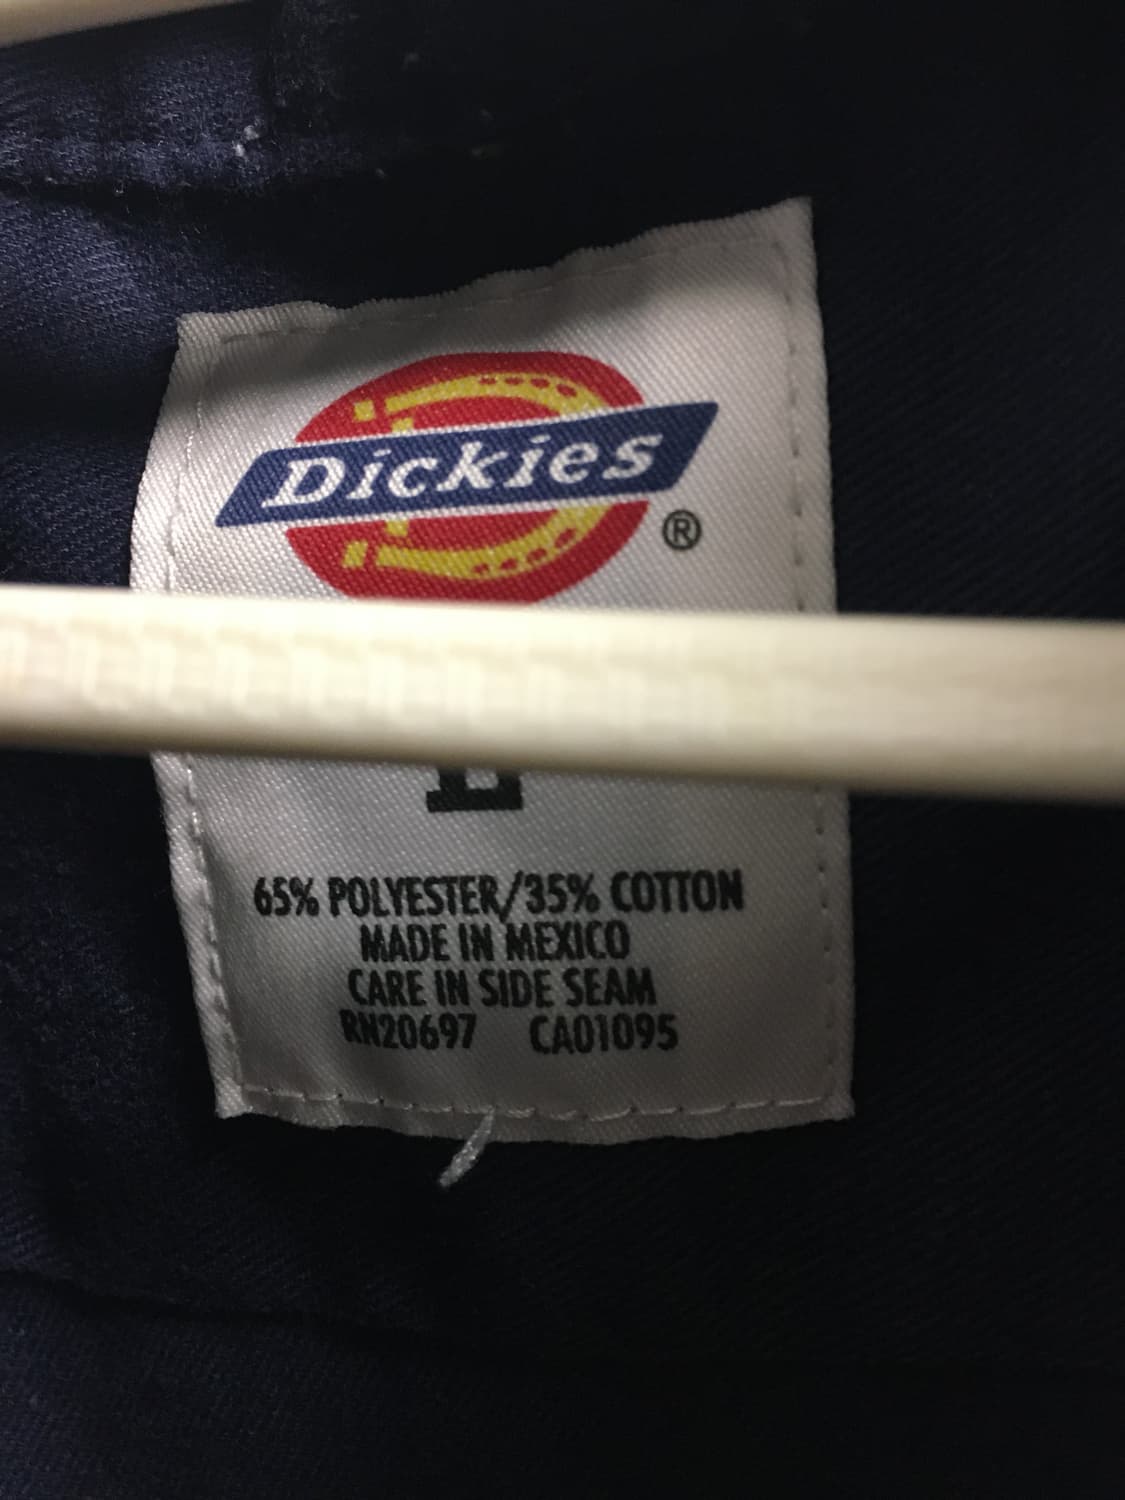 Dickies
®
65% POLYESTER/35% COTTON
MADE IN MEXICO
CARE IN SIDE SEAM
RN20697 CA01095